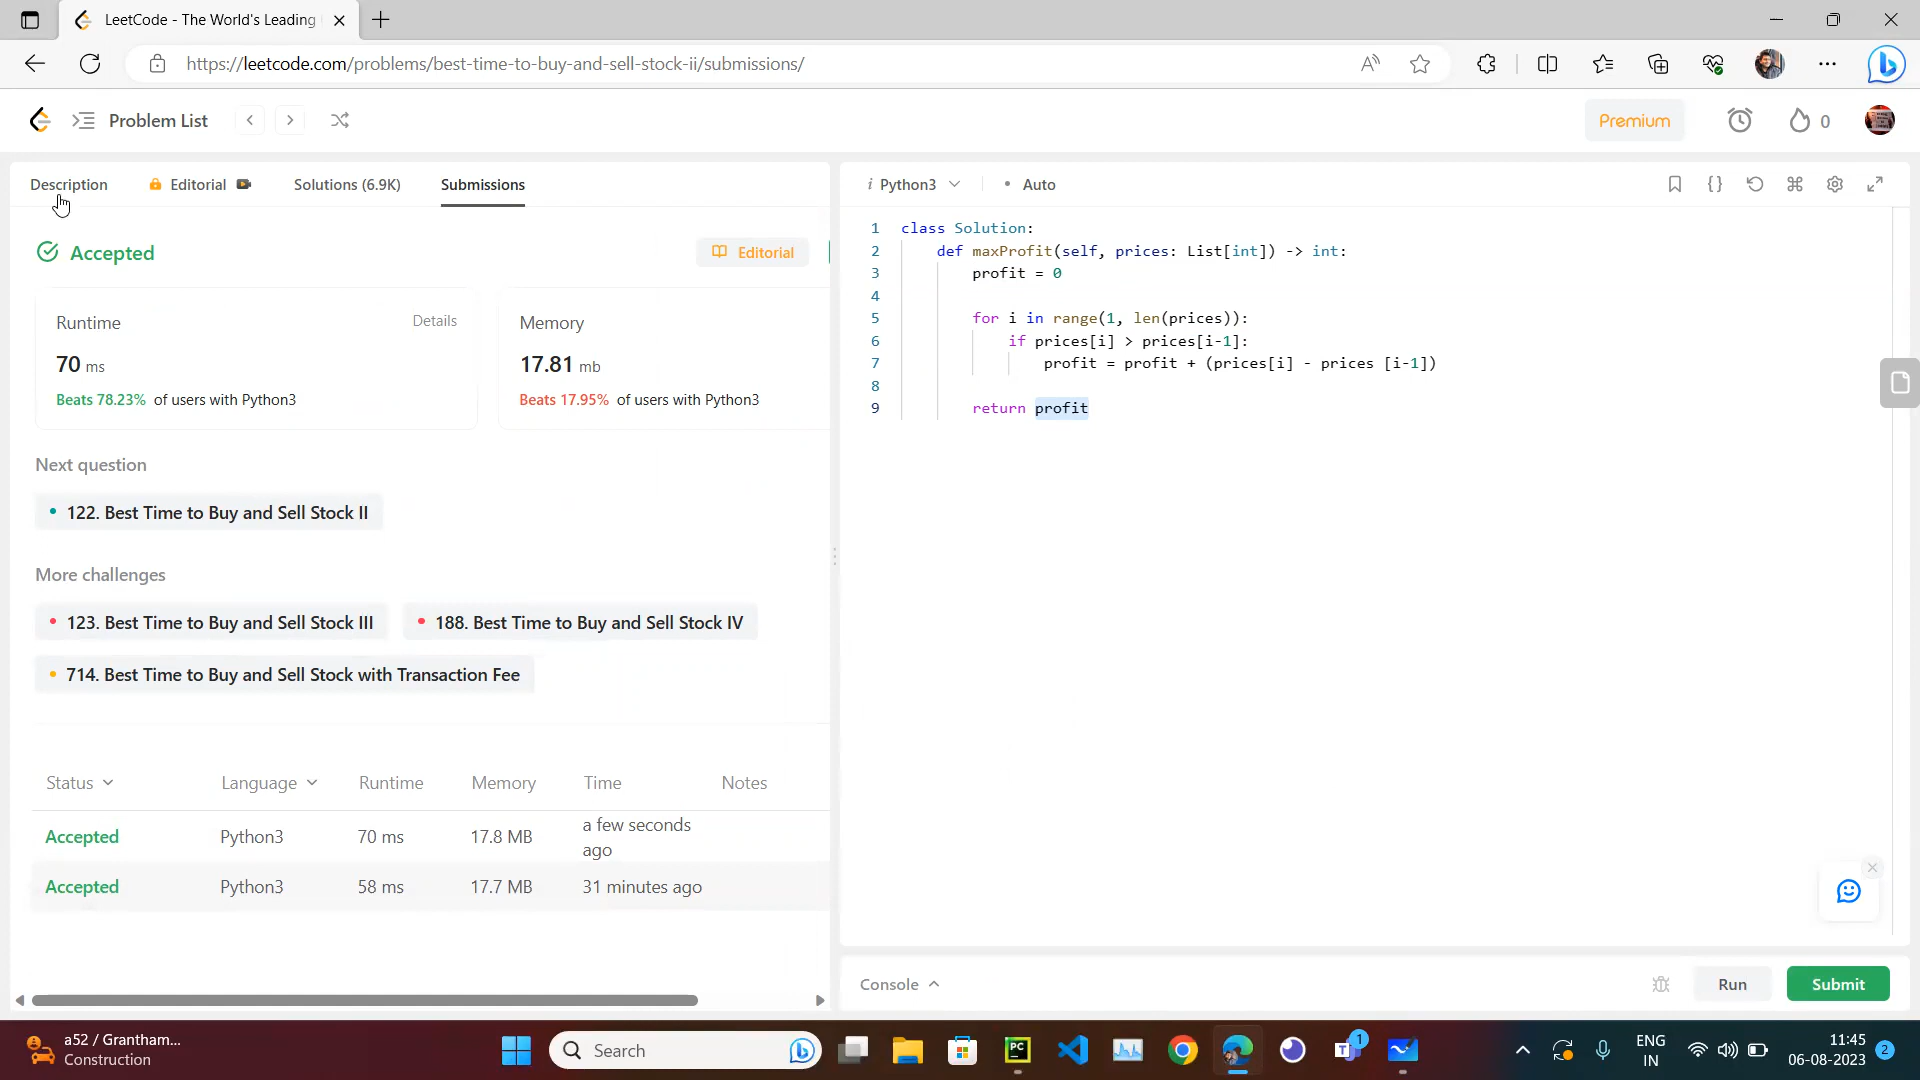 LeetCode - The World's Leading
https://leetcode.com/problems/best-time-to-buy-and-sell-stock-ii/submissions/
Problem List
Premium
0
Description
Editorial
Solutions (6.9K)
Submissions
Accepted
Editorial
Runtime
Details
70 ms
Beats 78.23% of users with Python3
Memory
17.81 mb
Beats 17.95% of users with Python3
Next question
122. Best Time to Buy and Sell Stock II
More challenges
123. Best Time to Buy and Sell Stock III
188. Best Time to Buy and Sell Stock IV
714. Best Time to Buy and Sell Stock with Transaction Fee
Status Language Runtime Memory Time Notes
Accepted Python3 70 ms 17.8 MB a few seconds
ago
Accepted Python3 58 ms 17.7 MB 31 minutes ago
i Python3
Auto
1 class Solution:
2 def maxProfit(self, prices: List[int]) -> int:
3 profit = 0
4
5 for i in range(1, len(prices)):
6 if prices[i] > prices[i-1]:
7 profit = profit + (prices[i] - prices [i-1])
8
9 return profit
Console
Run
Submit
a52 / Grantham...
Construction
Search
PC
1
ENG
IN
11:45
06-08-2023
2